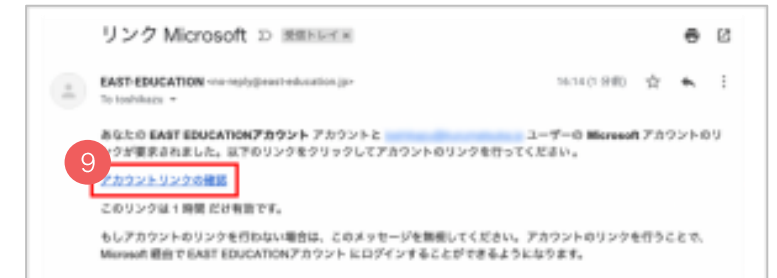 リンク Microsoft
受信トレイ ×
EAST-EDUCATION <no-reply@east-education.jp>
16:14 (1 分前)
To toshikazu
あなたの EAST EDUCATIONアカウント アカウントと ユーザーの Microsoft アカウントのリ
ンクが要求されました。以下のリンクをクリックしてアカウントのリンクを行ってください。
9
アカウントリンクの確認
このリンクは 1 時間 だけ有効です。
もしアカウントのリンクを行わない場合は、このメッセージを無視してください。アカウントのリンクを行うことで、
Microsoft 経由で EAST EDUCATIONアカウント にログインすることができるようになります。